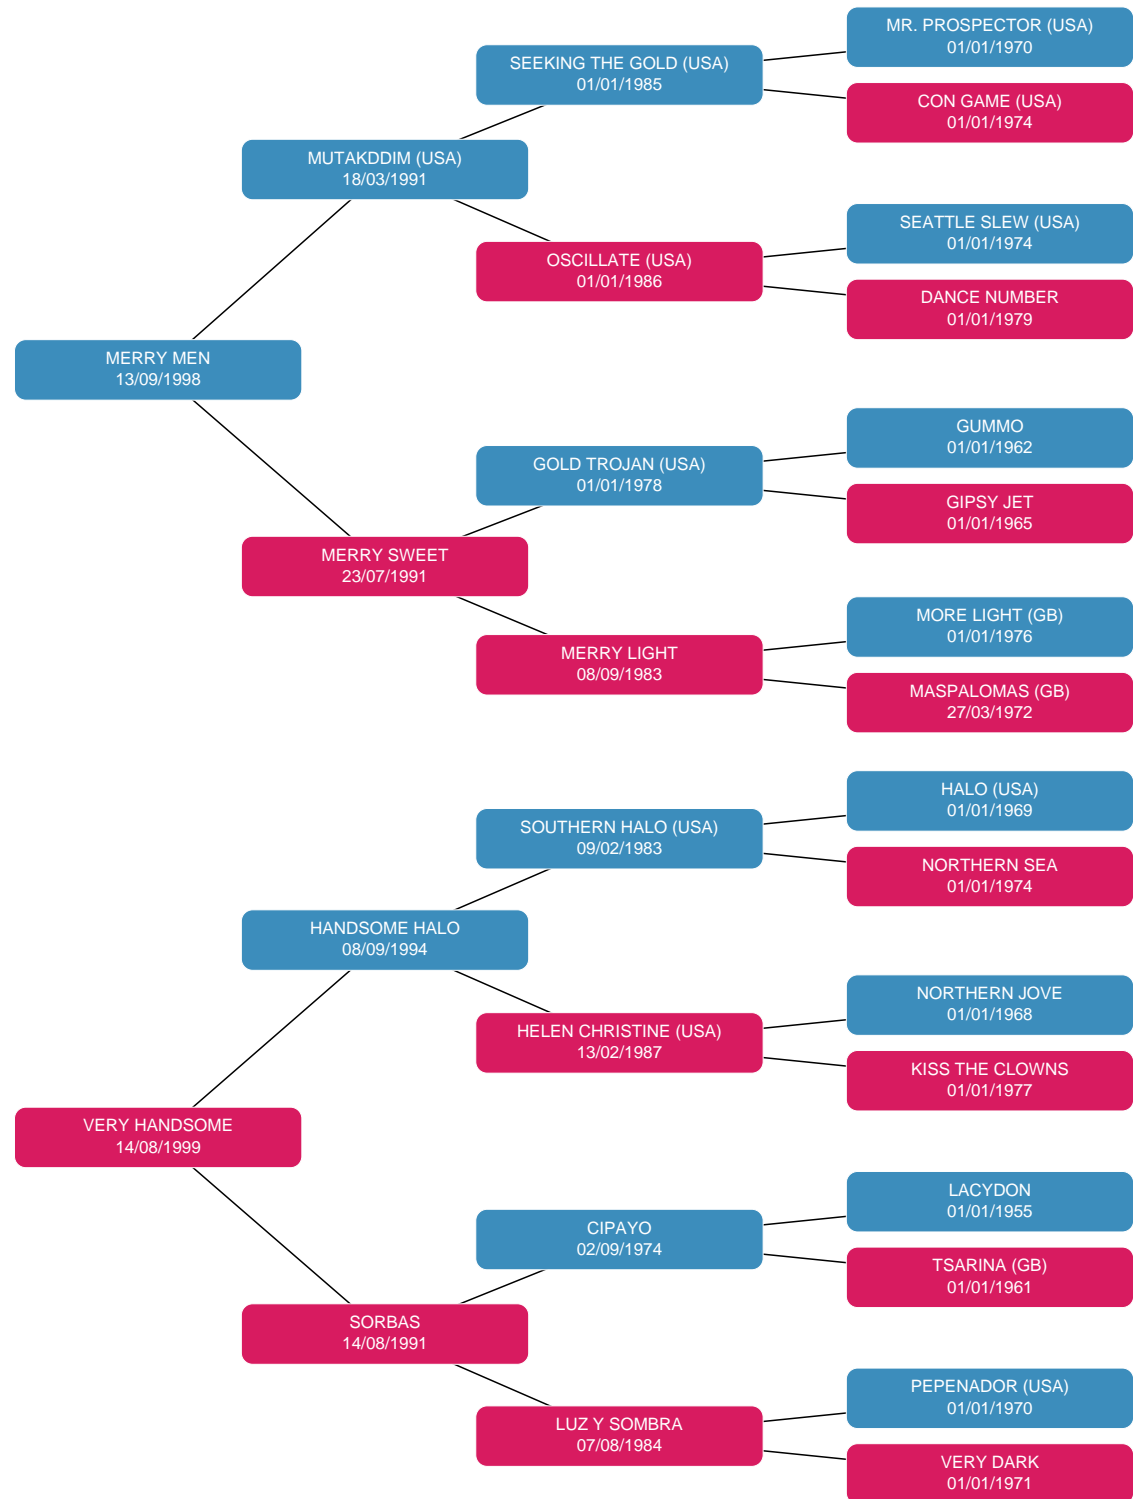 MR. PROSPECTOR (USA)
01/01/1970
SEEKING THE GOLD (USA)
01/01/1985
CON GAME (USA)
01/01/1974
MUTAKDDIM (USA)
18/03/1991
SEATTLE SLEW (USA)
01/01/1974
OSCILLATE (USA)
01/01/1986
DANCE NUMBER
01/01/1979
MERRY MEN
13/09/1998
GUMMO
01/01/1962
GOLD TROJAN (USA)
01/01/1978
GIPSY JET
01/01/1965
MERRY SWEET
23/07/1991
MORE LIGHT (GB)
01/01/1976
MERRY LIGHT
08/09/1983
MASPALOMAS (GB)
27/03/1972
HALO (USA)
01/01/1969
SOUTHERN HALO (USA)
09/02/1983
NORTHERN SEA
01/01/1974
HANDSOME HALO
08/09/1994
NORTHERN JOVE
01/01/1968
HELEN CHRISTINE (USA)
13/02/1987
KISS THE CLOWNS
01/01/1977
VERY HANDSOME
14/08/1999
LACYDON
01/01/1955
CIPAYO
02/09/1974
TSARINA (GB)
01/01/1961
SORBAS
14/08/1991
PEPENADOR (USA)
01/01/1970
LUZ Y SOMBRA
07/08/1984
VERY DARK
01/01/1971